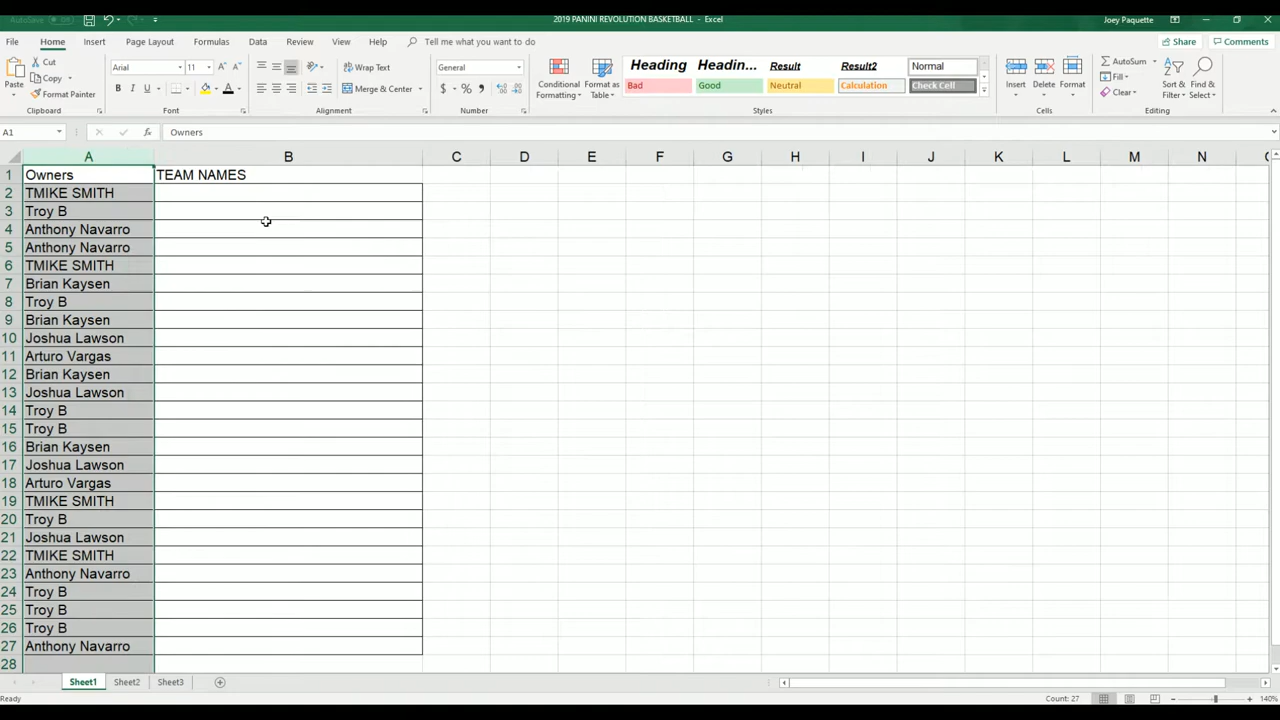 AutoSave Off 2019 PANINI REVOLUTION BASKETBALL - Excel Joey Paquette
File Home Insert Page Layout Formulas Data Review View Help Tell me what you want to do Share Comments
Paste Cut Copy Format Painter Clipboard
Arial 11 B I U A Font
Wrap Text Merge & Center Alignment
General $ % Number
Conditional Formatting Format as Table
Heading Headin... Result Result2 Normal
Bad Good Neutral Calculation Check Cell
Styles
Insert Delete Format Cells
AutoSum Fill Clear Sort & Filter Find & Select Editing
A1 fx Owners
A B C D E F G H I J K L M N
1 Owners TEAM NAMES
2 TMIKE SMITH
3 Troy B
4 Anthony Navarro
5 Anthony Navarro
6 TMIKE SMITH
7 Brian Kaysen
8 Troy B
9 Brian Kaysen
10 Joshua Lawson
11 Arturo Vargas
12 Brian Kaysen
13 Joshua Lawson
14 Troy B
15 Troy B
16 Brian Kaysen
17 Joshua Lawson
18 Arturo Vargas
19 TMIKE SMITH
20 Troy B
21 Joshua Lawson
22 TMIKE SMITH
23 Anthony Navarro
24 Troy B
25 Troy B
26 Troy B
27 Anthony Navarro
28
Sheet1 Sheet2 Sheet3
Ready Count: 27 140%